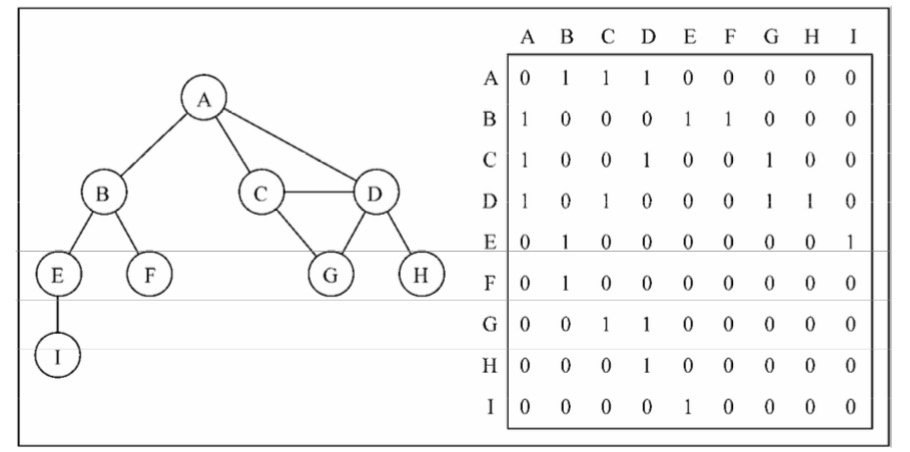 A
B C D
E F G H
I
A B C D E F G H I
A 0 1 1 1 0 0 0 0 0
B 1 0 0 0 1 1 0 0 0
C 1 0 0 1 0 0 1 0 0
D 1 0 1 0 0 0 1 1 0
E 0 1 0 0 0 0 0 0 1
F 0 1 0 0 0 0 0 0 0
G 0 0 1 1 0 0 0 0 0
H 0 0 0 1 0 0 0 0 0
I 0 0 0 0 1 0 0 0 0